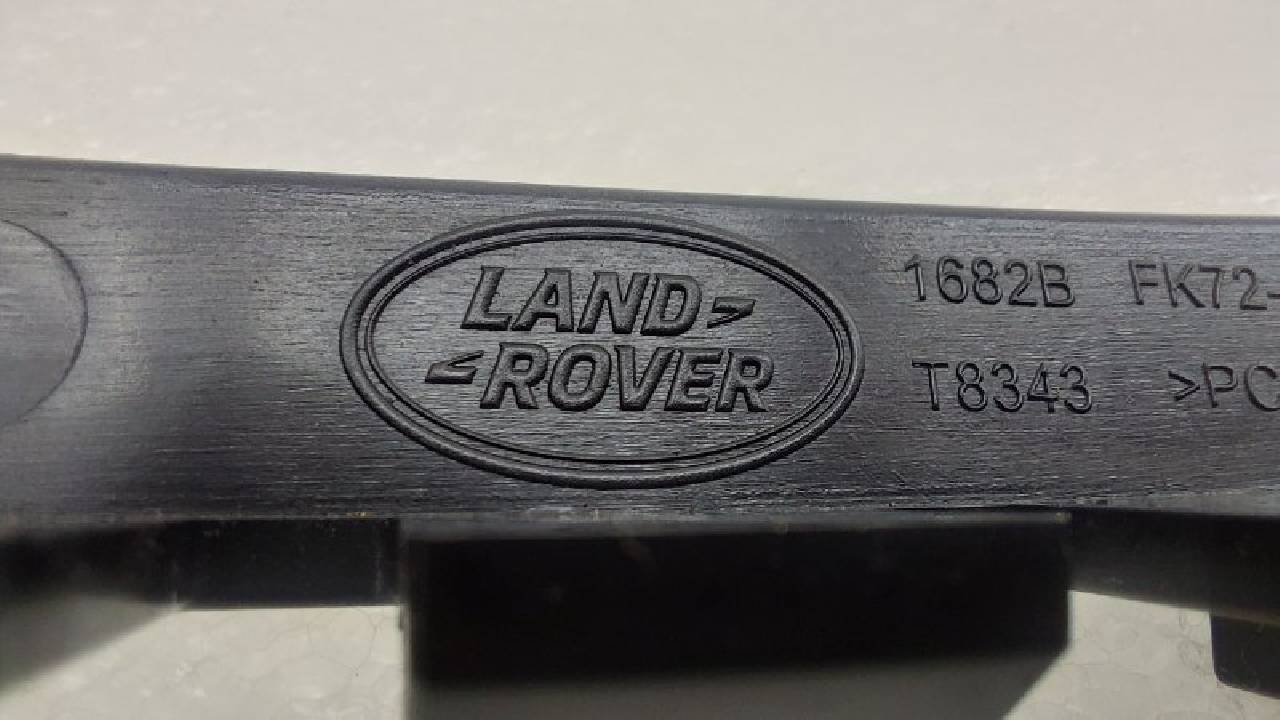 LAND
ROVER
1682B FK72-
T8343 >PC